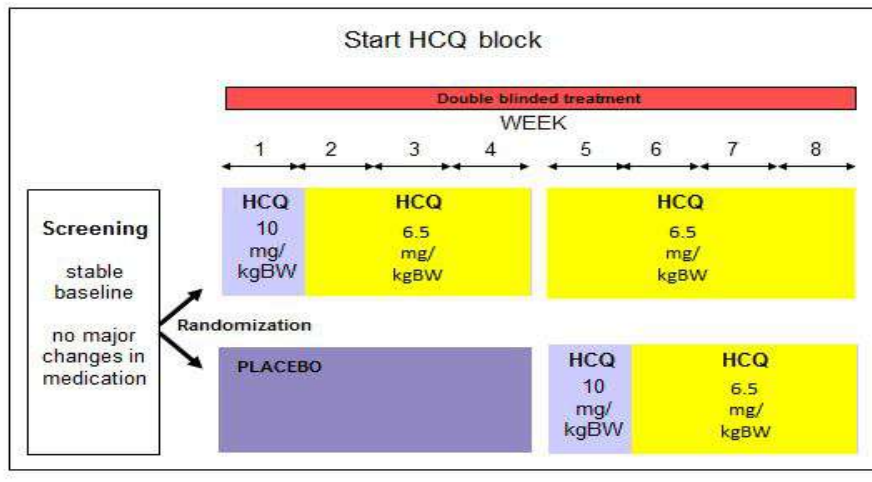 Start HCQ block
Double blinded treatment
WEEK
1 2 3 4 5 6 7 8
Screening
stable
baseline
no major
changes in
medication
Randomization
HCQ
10
mg/
kgBW
HCQ
6.5
mg/
kgBW
HCQ
6.5
mg/
kgBW
PLACEBO
HCQ
10
mg/
kgBW
HCQ
6.5
mg/
kgBW